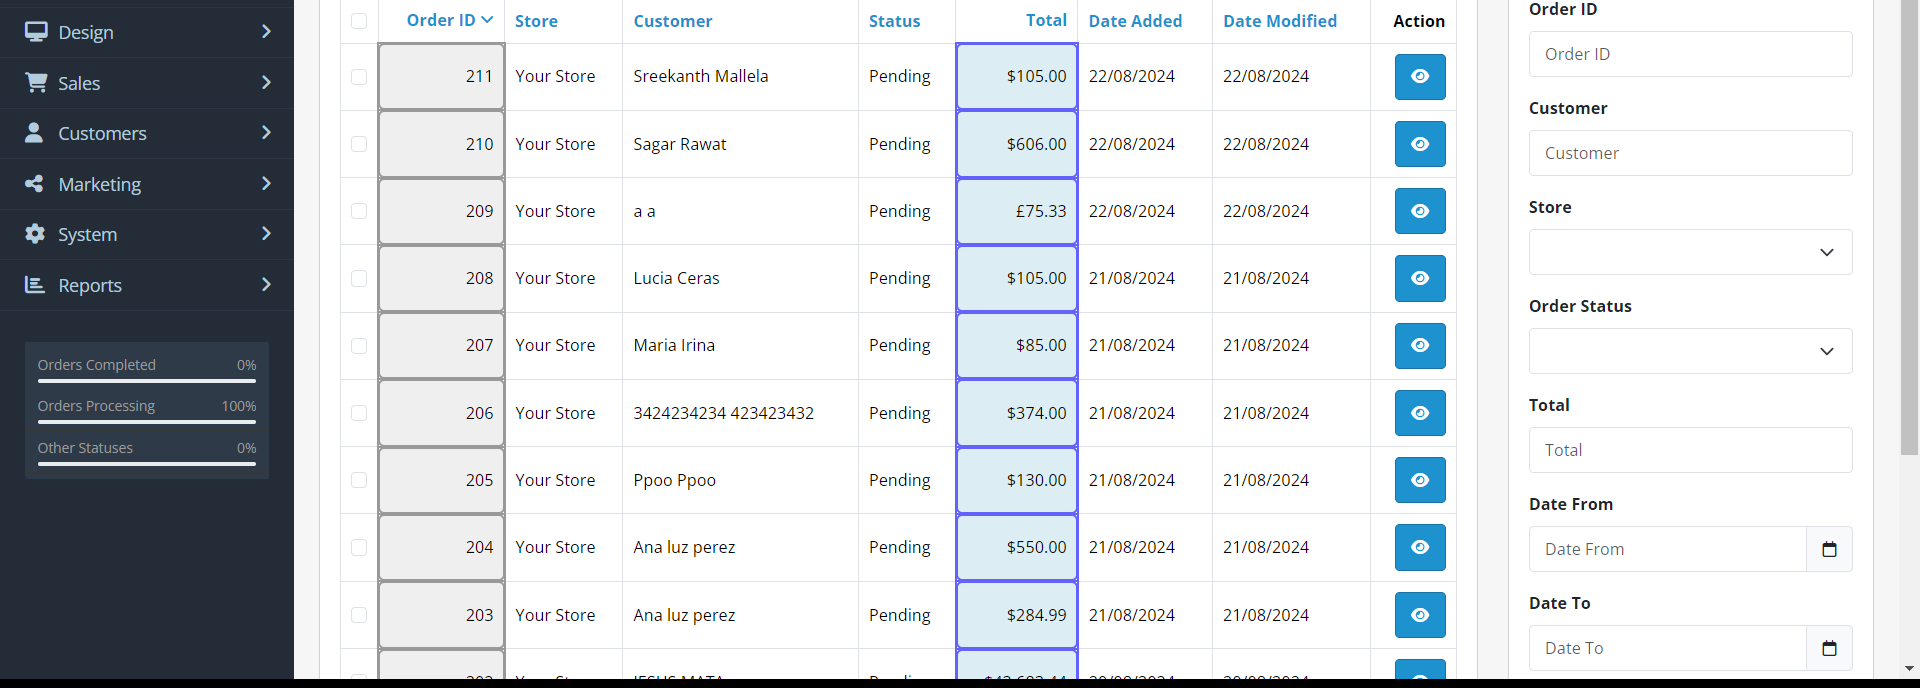 Design
Sales
Customers
Marketing
System
Reports
Orders Completed 0%
Orders Processing 100%
Other Statuses 0%
Order ID Store Customer Status Total Date Added Date Modified Action
211 Your Store Sreekanth Mallela Pending $105.00 22/08/2024 22/08/2024
210 Your Store Sagar Rawat Pending $606.00 22/08/2024 22/08/2024
209 Your Store a a Pending £75.33 22/08/2024 22/08/2024
208 Your Store Lucia Ceras Pending $105.00 21/08/2024 21/08/2024
207 Your Store Maria Irina Pending $85.00 21/08/2024 21/08/2024
206 Your Store 3424234234 423423432 Pending $374.00 21/08/2024 21/08/2024
205 Your Store Ppoo Ppoo Pending $130.00 21/08/2024 21/08/2024
204 Your Store Ana luz perez Pending $550.00 21/08/2024 21/08/2024
203 Your Store Ana luz perez Pending $284.99 21/08/2024 21/08/2024
Order ID
Order ID
Customer
Customer
Store
Order Status
Total
Total
Date From
Date From
Date To
Date To